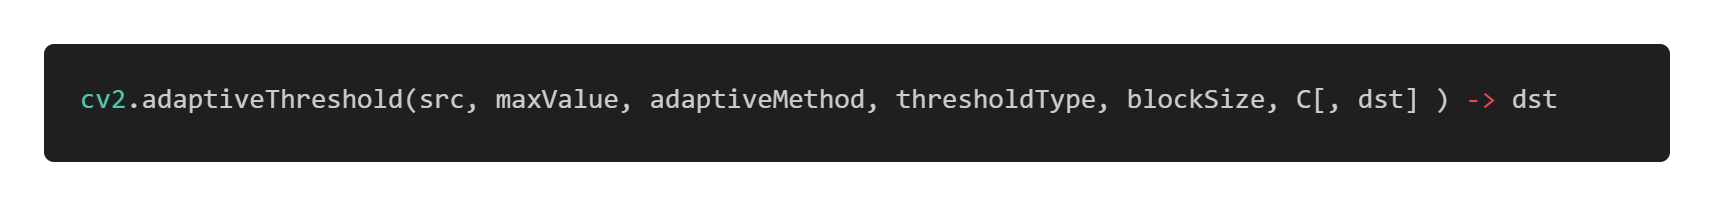 cv2.adaptiveThreshold(src, maxValue, adaptiveMethod, thresholdType, blockSize, C[, dst] ) -> dst